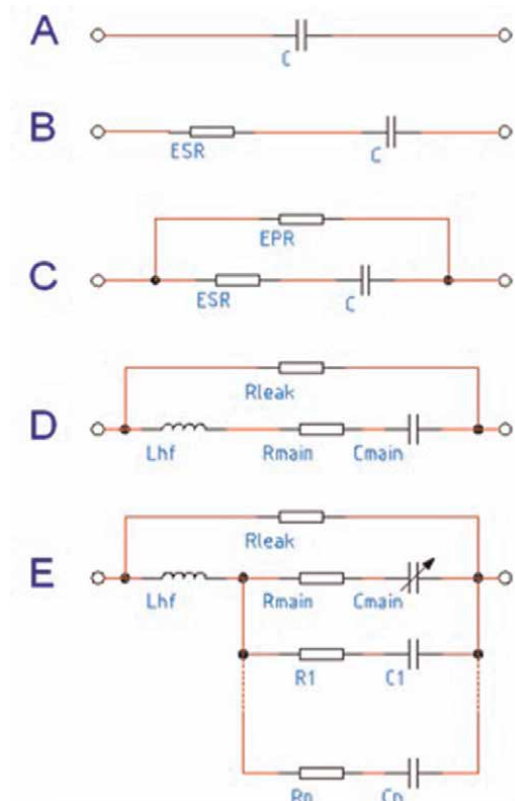 A
C
B
ESR C
EPR
C
ESR C
Rleak
D
Lhf Rmain Cmain
Rleak
E
Lhf Rmain Cmain
R1 C1
Rn Cn